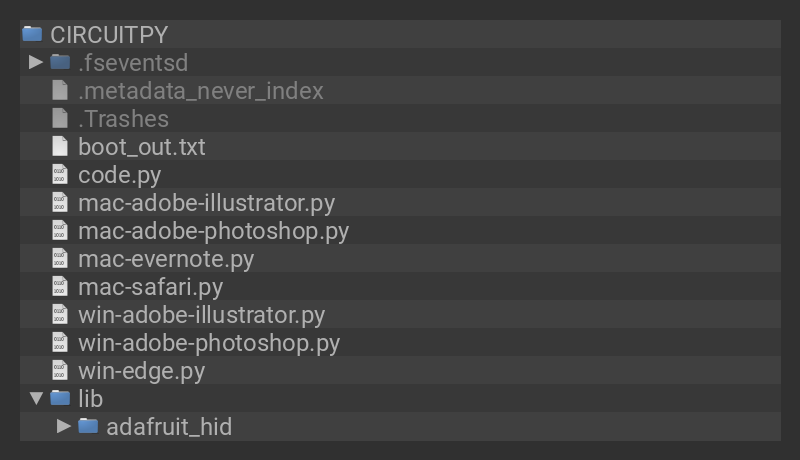 CIRCUITPY
.fseventsd
.metadata_never_index
.Trashes
boot_out.txt
code.py
mac-adobe-illustrator.py
mac-adobe-photoshop.py
mac-evernote.py
mac-safari.py
win-adobe-illustrator.py
win-adobe-photoshop.py
win-edge.py
lib
adafruit_hid